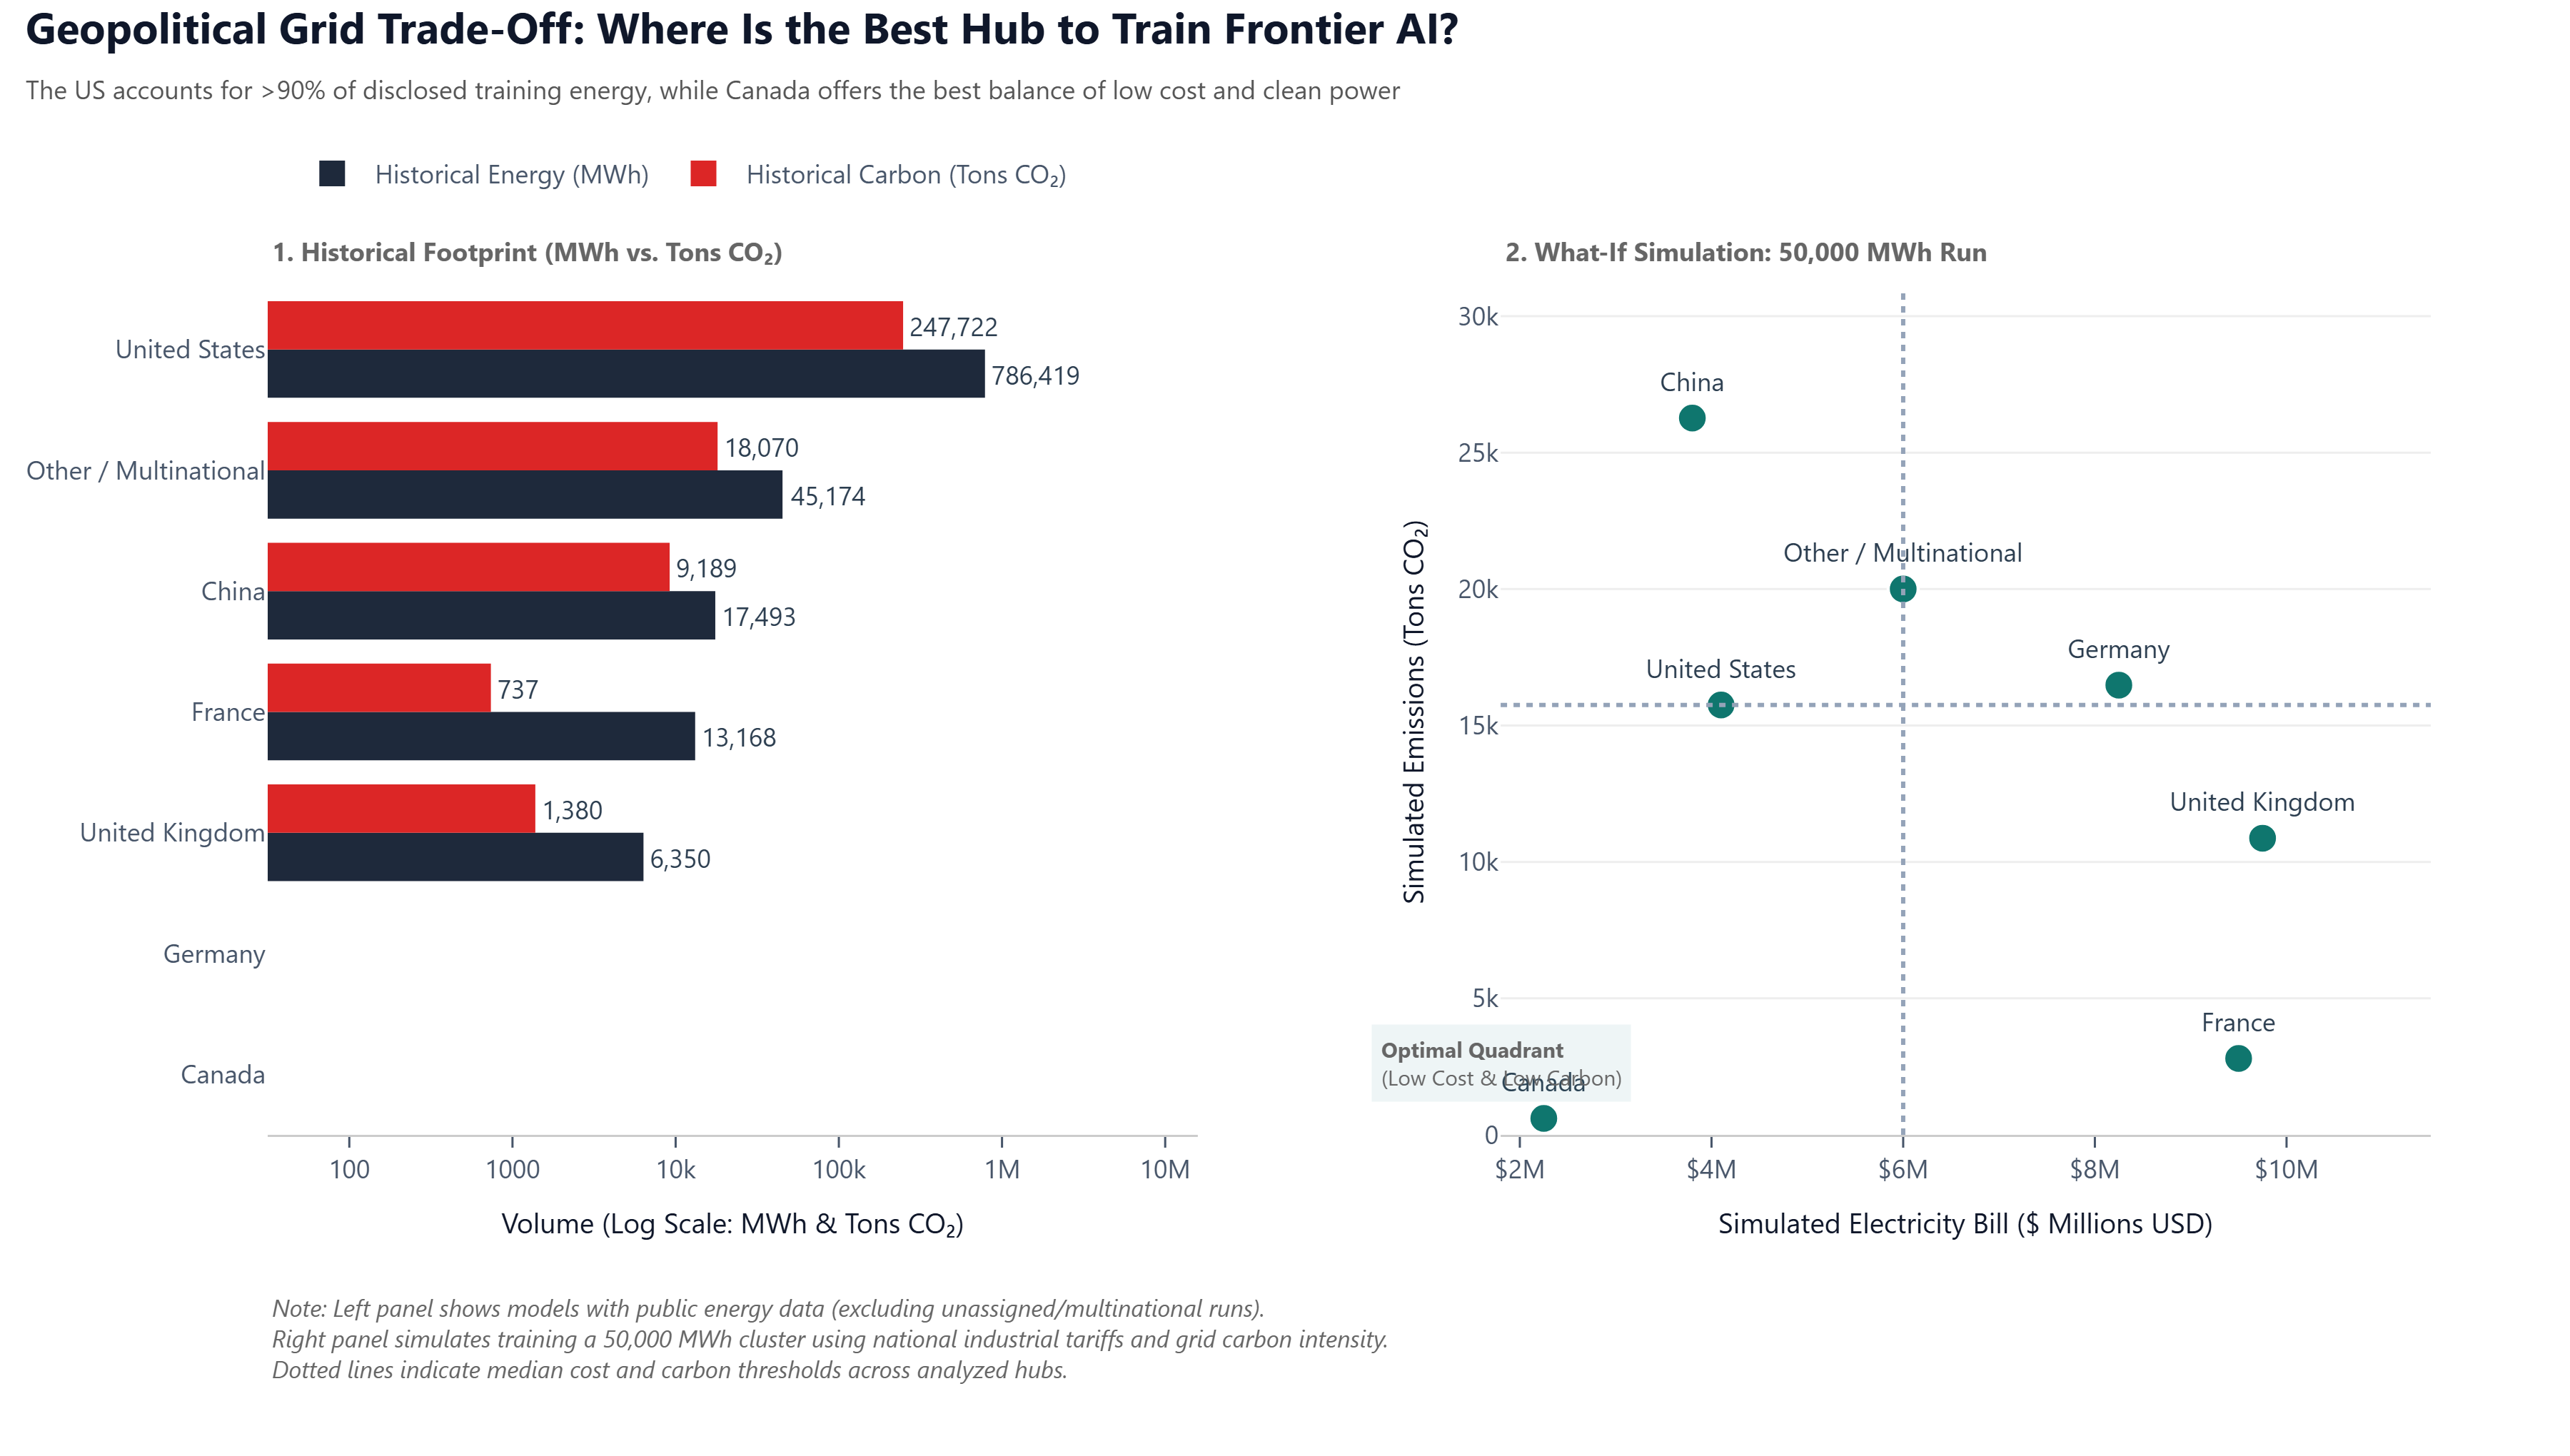 Geopolitical Grid Trade-Off: Where Is the Best Hub to Train Frontier AI?
The US accounts for >90% of disclosed training energy, while Canada offers the best balance of low cost and clean power
Historical Energy (MWh)
Historical Carbon (Tons CO₂)
1. Historical Footprint (MWh vs. Tons CO₂)
United States
247,722
786,419
Other / Multinational
18,070
45,174
China
9,189
17,493
France
737
13,168
United Kingdom
1,380
6,350
Germany
Canada
100
1000
10k
100k
1M
10M
Volume (Log Scale: MWh & Tons CO₂)
2. What-If Simulation: 50,000 MWh Run
Simulated Emissions (Tons CO₂)
30k
25k
20k
15k
10k
5k
0
China
Other / Multinational
United States
Germany
United Kingdom
France
Optimal Quadrant
(Low Cost & Low Carbon)
Canada
$2M
$4M
$6M
$8M
$10M
Simulated Electricity Bill ($ Millions USD)
Note: Left panel shows models with public energy data (excluding unassigned/multinational runs).
Right panel simulates training a 50,000 MWh cluster using national industrial tariffs and grid carbon intensity.
Dotted lines indicate median cost and carbon thresholds across analyzed hubs.